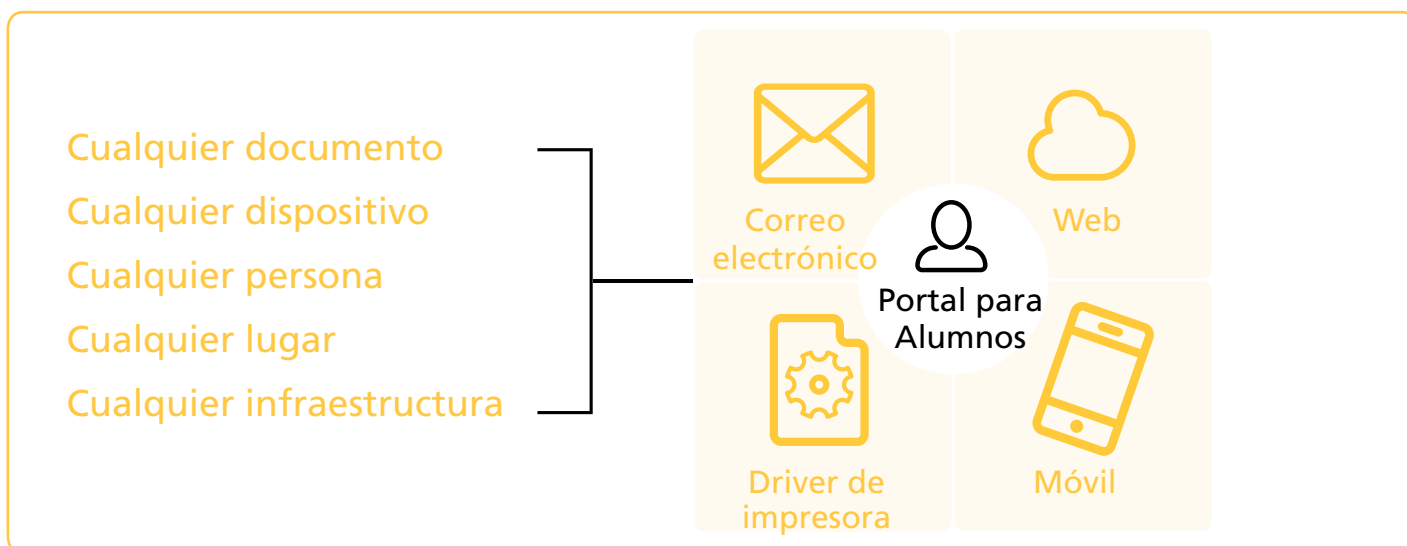 Cualquier documento
Cualquier dispositivo
Cualquier persona
Cualquier lugar
Cualquier infraestructura
Correo
electrónico
Web
Portal para
Alumnos
Driver de
impresora
Móvil